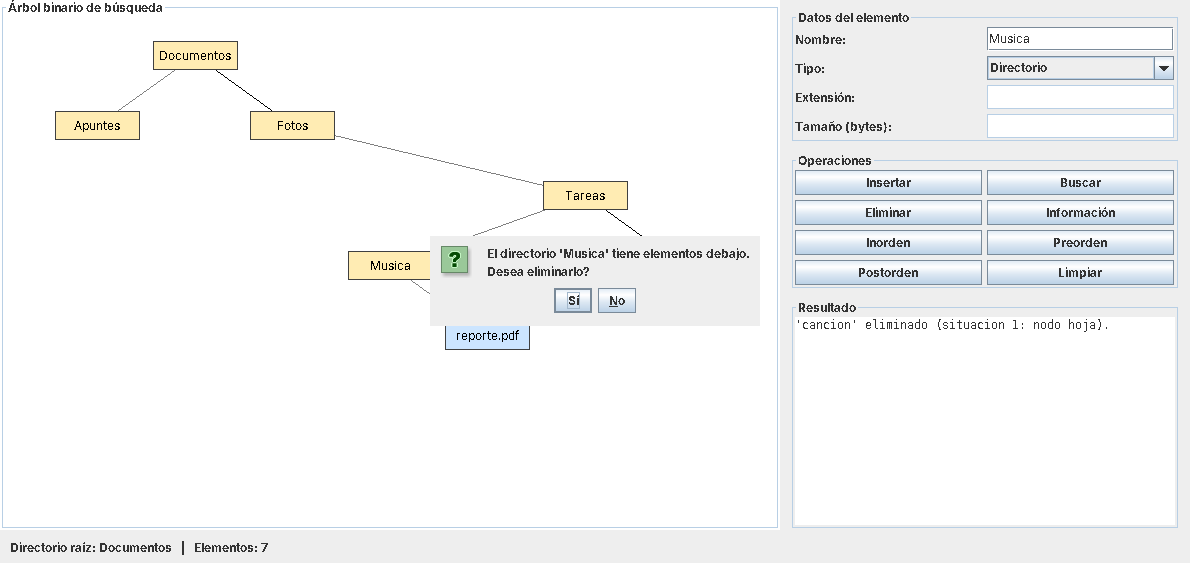 Árbol binario de búsqueda
Documentos
Apuntes
Fotos
Tareas
Musica
reporte.pdf
El directorio 'Musica' tiene elementos debajo.
Desea eliminarlo?
Sí
No
Datos del elemento
Nombre:
Musica
Tipo:
Directorio
Extensión:
Tamaño (bytes):
Operaciones
Insertar
Buscar
Eliminar
Información
Inorden
Preorden
Postorden
Limpiar
Resultado
'cancion' eliminado (situacion 1: nodo hoja).
Directorio raíz: Documentos | Elementos: 7